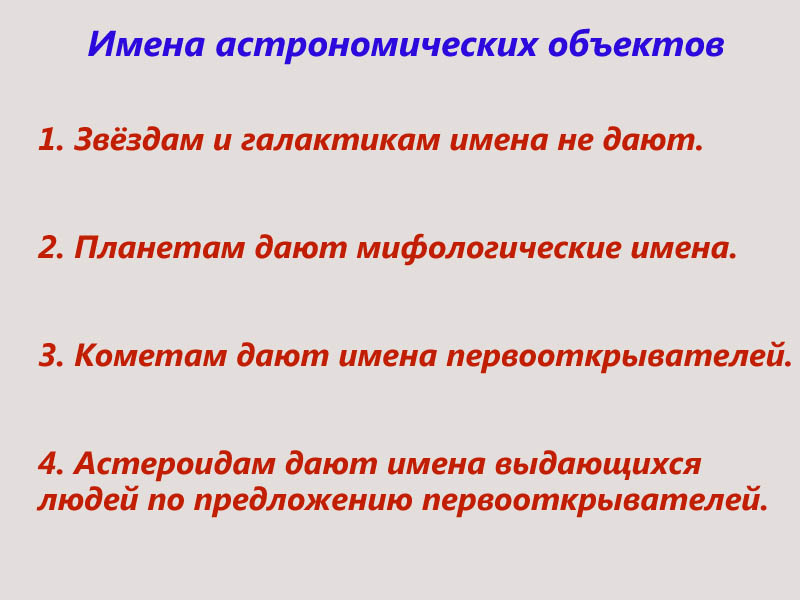 Имена астрономических объектов
1. Звёздам и галактикам имена не дают.
2. Планетам дают мифологические имена.
3. Кометам дают имена первооткрывателей.
4. Астероидам дают имена выдающихся
людей по предложению первооткрывателей.